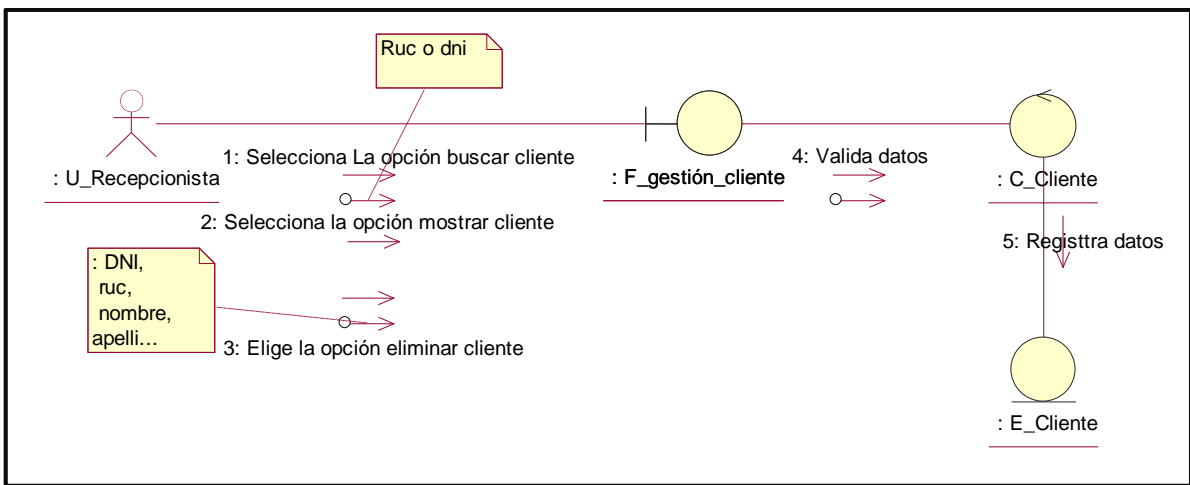 Ruc o dni
1: Selecciona La opción buscar cliente
4: Valida datos
: U_Recepcionista
: F_gestión_cliente
: C_Cliente
2: Selecciona la opción mostrar cliente
5: Registtra datos
: DNI,
ruc,
nombre,
apelli...
3: Elige la opción eliminar cliente
: E_Cliente